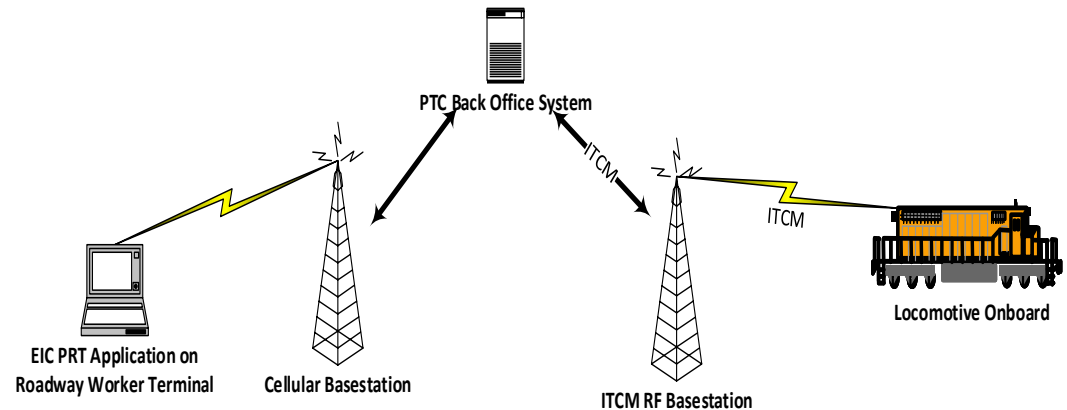 PTC Back Office System
ITCM
ITCM
EIC PRT Application on
Roadway Worker Terminal
Cellular Basestation
ITCM RF Basestation
Locomotive Onboard